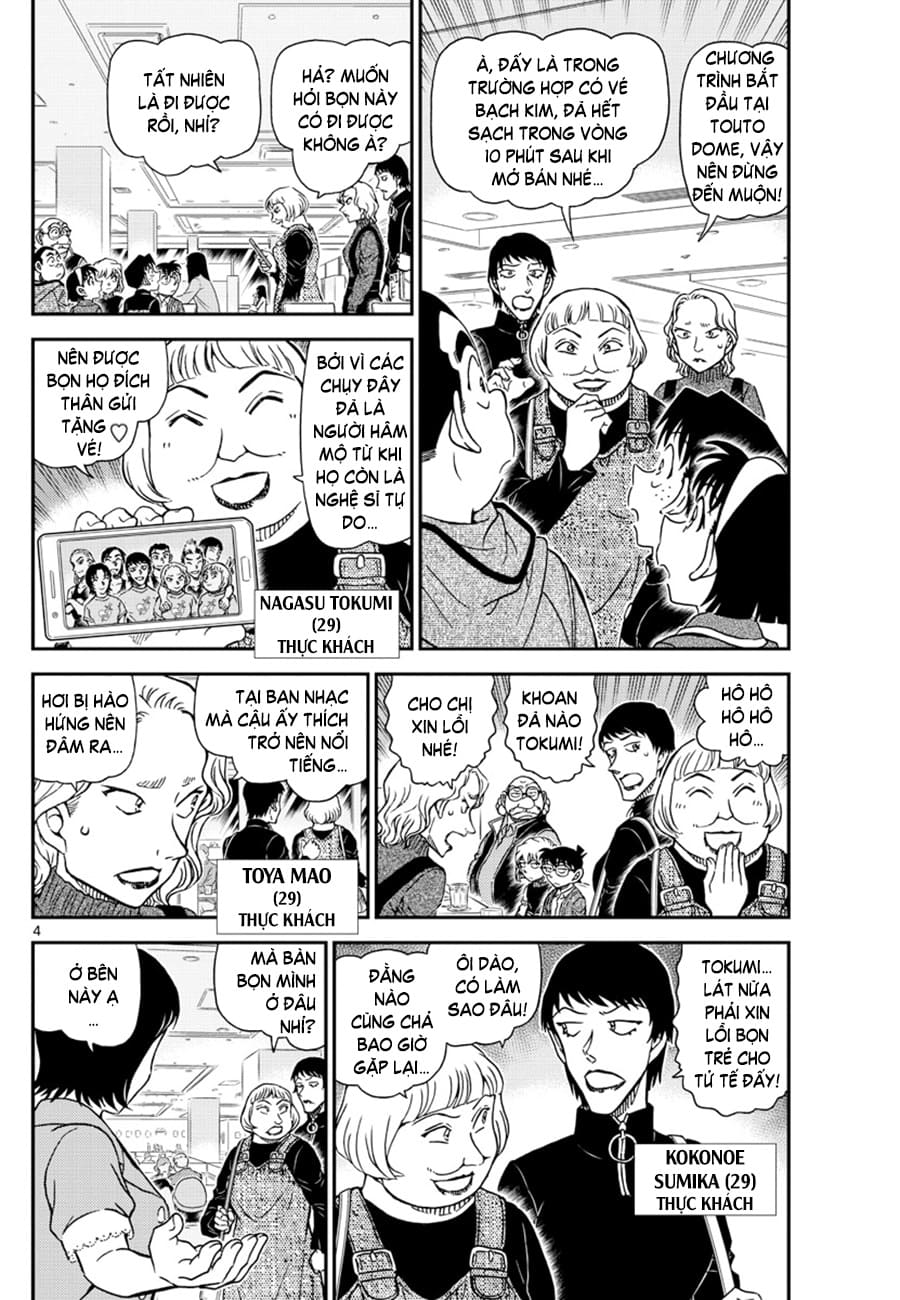 CHƯƠNG
TRÌNH BẮT
ĐẦU TẠI
TOUTO
DOME, VẬY
NÊN ĐỪNG
ĐẾN MUỘN!
À, ĐẤY LÀ TRONG
TRƯỜNG HỢP CÓ VÉ
BẠCH KIM, ĐÃ HẾT
SẠCH TRONG VÒNG
10 PHÚT SAU KHI
MỞ BÁN NHÉ...
HẢ? MUỐN
HỎI BỌN NÀY
CÓ ĐI ĐƯỢC
KHÔNG À?
TẤT NHIÊN
LÀ ĐI ĐƯỢC
RỒI, NHỈ?
BỞI VÌ CÁC
CHỤY ĐÂY
ĐÃ LÀ
NGƯỜI HÂM
MỘ TỪ KHI
HỌ CÒN LÀ
NGHỆ SĨ TỰ
DO...
NÊN ĐƯỢC
BỌN HỌ ĐÍCH
THÂN GỬI
TẶNG
VÉ! ♡
NAGASU TOKUMI
(29)
THỰC KHÁCH
HÔ HÔ
HÔ HÔ
HÔ...
KHOAN
ĐÃ NÀO
TOKUMI!
CHO CHỊ
XIN LỖI
NHÉ!
TẠI BAN NHẠC
MÀ CẬU ẤY THÍCH
TRỞ NÊN NỔI
TIẾNG...
HƠI BỊ HÀO
HỨNG NÊN
ĐÂM RA...
TOYA MAO
(29)
THỰC KHÁCH
4
TOKUMI...
LÁT NỮA
PHẢI XIN
LỖI BỌN
TRẺ CHO
TỬ TẾ ĐẤY!
ÔI DÀO,
CÓ LÀM
SAO ĐÂU!
ĐẰNG
NÀO
CŨNG CHẢ
BAO GIỜ
GẶP LẠI...
KOKONOE
SUMIKA (29)
THỰC KHÁCH
MÀ BÀN
BỌN MÌNH
Ở ĐÂU
NHỈ?
Ở BÊN
NÀY Ạ
...